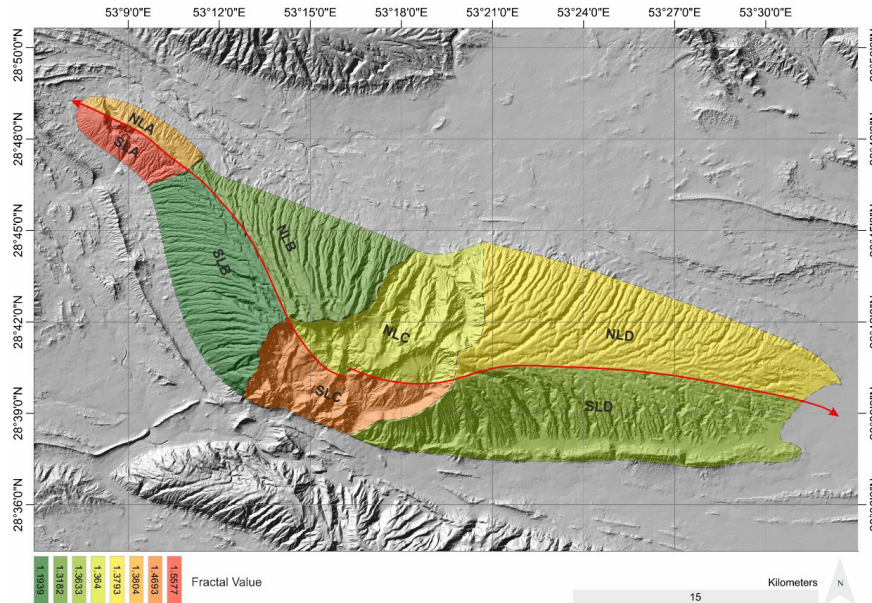 53°9'0"E 53°12'0"E 53°15'0"E 53°18'0"E 53°21'0"E 53°24'0"E 53°27'0"E 53°30'0"E
28°50'0"N
28°48'0"N
28°45'0"N
28°42'0"N
28°39'0"N
28°36'0"N
NLA
SLA
NLB
SLB
NLC
NLD
SLC
SLD
1.1939
1.3182
1.3633
1.364
1.3793
1.3804
1.4693
1.5577
Fractal Value
Kilometers
15
N